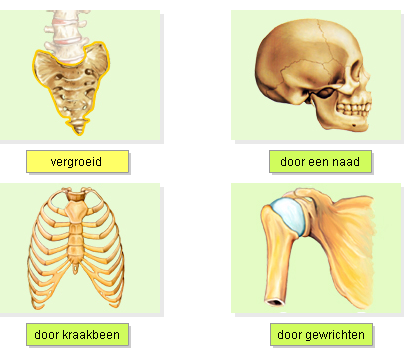 vergroeid
door een naad
door kraakbeen
door gewrichten